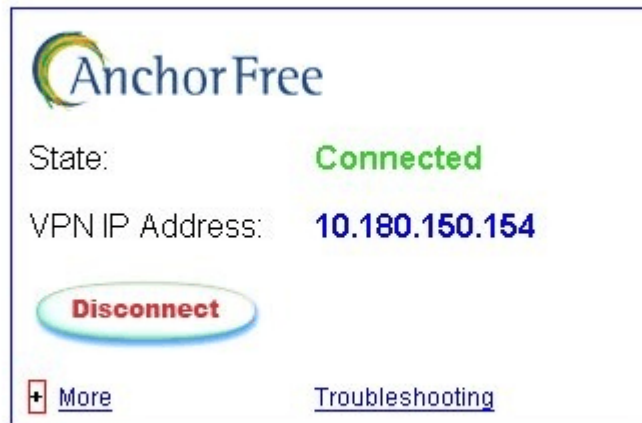 AnchorFree
State: Connected
VPN IP Address: 10.180.150.154
Disconnect
+ More Troubleshooting